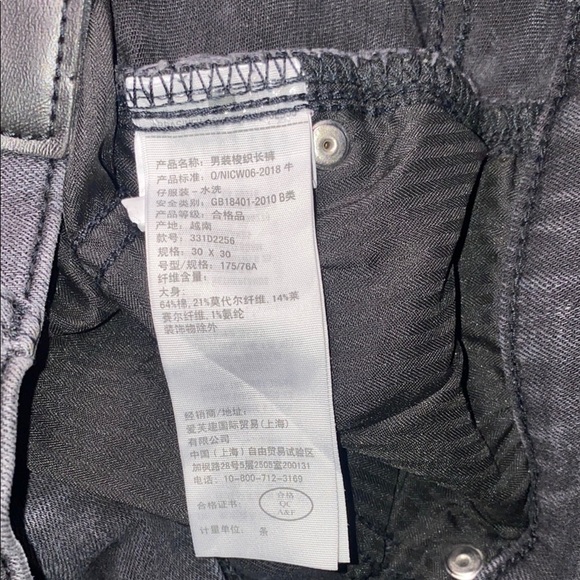 产品名称: 男装梭织长裤
产品标准: Q/NICW06-2018 牛
仔服装-水洗
安全类别: GB18401-2010 B类
产品等级: 合格品
产地: 越南
款号: 331D2256
规格: 30 X 30
号型/规格: 175/76A
纤维含量:
大身:
64%棉,21%莫代尔纤维,14%莱
赛尔纤维,1%氨纶
装饰物除外
经销商/地址:
爱芙趣国际贸易(上海)
有限公司
中国(上海)自由贸易试验区
加枫路28号5层2505室200131
电话: 10-800-712-3169
合格证书:
合格
QC
A&F
计量单位: 条